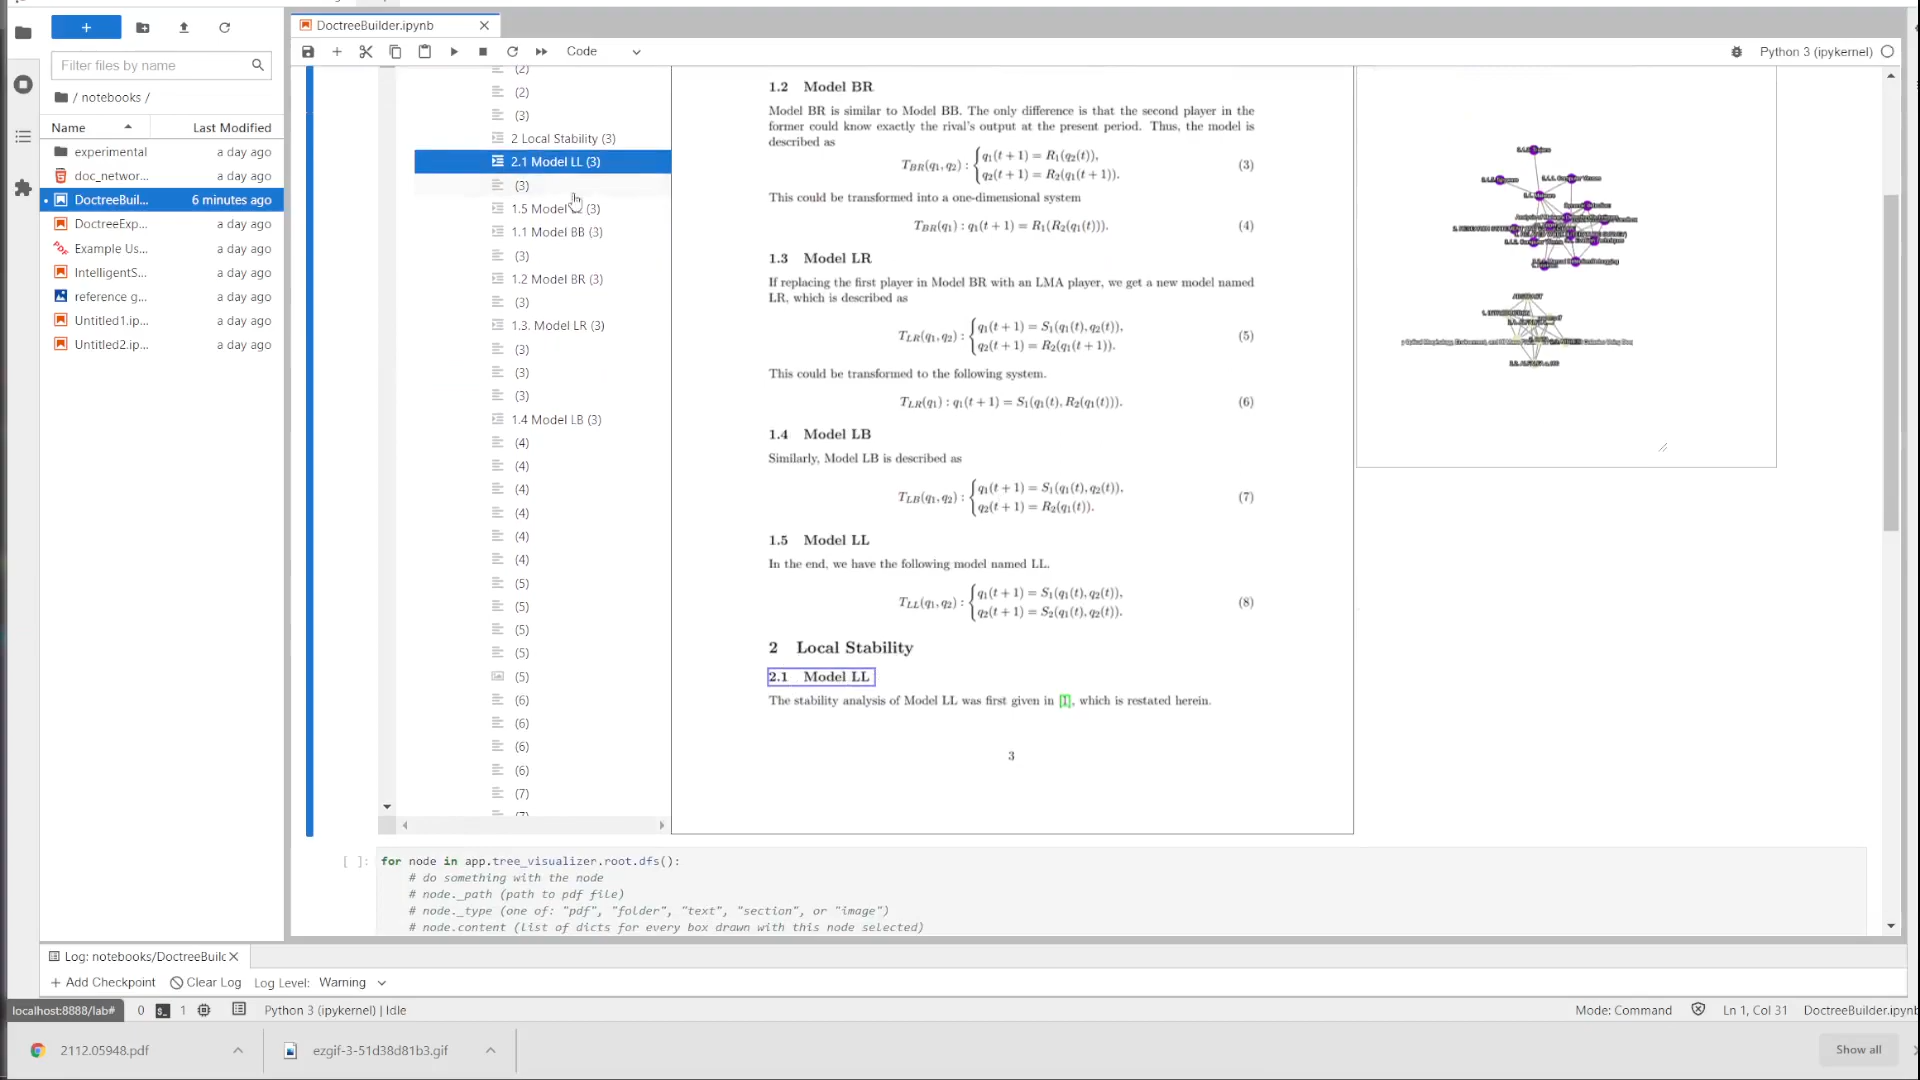 DoctreeBuilder.ipynb
Code
Python 3 (ipykernel)
Filter files by name
/ notebooks /
Name
Last Modified
experimental a day ago
doc_networ... a day ago
DoctreeBuil... 6 minutes ago
DoctreeExp... a day ago
Example Us... a day ago
IntelligentS... a day ago
reference g... a day ago
Untitled1.ip... a day ago
Untitled2.ip... a day ago
(2)
(2)
(3)
2 Local Stability (3)
2.1 Model LL (3)
(3)
1.5 Model LL (3)
1.1 Model BB (3)
(3)
1.2 Model BR (3)
(3)
1.3. Model LR (3)
(3)
(3)
(3)
1.4 Model LB (3)
(4)
(4)
(4)
(4)
(4)
(4)
(5)
(5)
(5)
(5)
(5)
(6)
(6)
(6)
(6)
(7)
(7)
1.2 Model BR
Model BR is similar to Model BB. The only difference is that the second player in the
former could know exactly the rival's output at the present period. Thus, the model is
described as
T_BR(q₁, q₂) : { q₁(t + 1) = R₁(q₂(t)),
q₂(t + 1) = R₂(q₁(t + 1)). (3)
This could be transformed into a one-dimensional system
T_BR(q₁) : q₁(t + 1) = R₁(R₂(q₁(t))). (4)
1.3 Model LR
If replacing the first player in Model BR with an LMA player, we get a new model named
LR, which is described as
T_LR(q₁, q₂) : { q₁(t + 1) = S₁(q₁(t), q₂(t)),
q₂(t + 1) = R₂(q₁(t + 1)). (5)
This could be transformed to the following system.
T_LR(q₁) : q₁(t + 1) = S₁(q₁(t), R₂(q₁(t))). (6)
1.4 Model LB
Similarly, Model LB is described as
T_LB(q₁, q₂) : { q₁(t + 1) = S₁(q₁(t), q₂(t)),
q₂(t + 1) = R₂(q₁(t)). (7)
1.5 Model LL
In the end, we have the following model named LL.
T_LL(q₁, q₂) : { q₁(t + 1) = S₁(q₁(t), q₂(t)),
q₂(t + 1) = S₂(q₁(t), q₂(t)). (8)
2 Local Stability
2.1 Model LL
The stability analysis of Model LL was first given in [1], which is restated herein.
3
ABSTRACT
[ ]: for node in app.tree_visualizer.root.dfs():
# do something with the node
# node._path (path to pdf file)
# node._type (one of: "pdf", "folder", "text", "section", or "image")
# node.content (list of dicts for every box drawn with this node selected)
Log: notebooks/DoctreeBuilc
Add Checkpoint Clear Log Log Level: Warning
localhost:8888/lab# 0 1 Python 3 (ipykernel) | Idle Mode: Command Ln 1, Col 31 DoctreeBuilder.ipynb
2112.05948.pdf ezgif-3-51d38d81b3.gif Show all